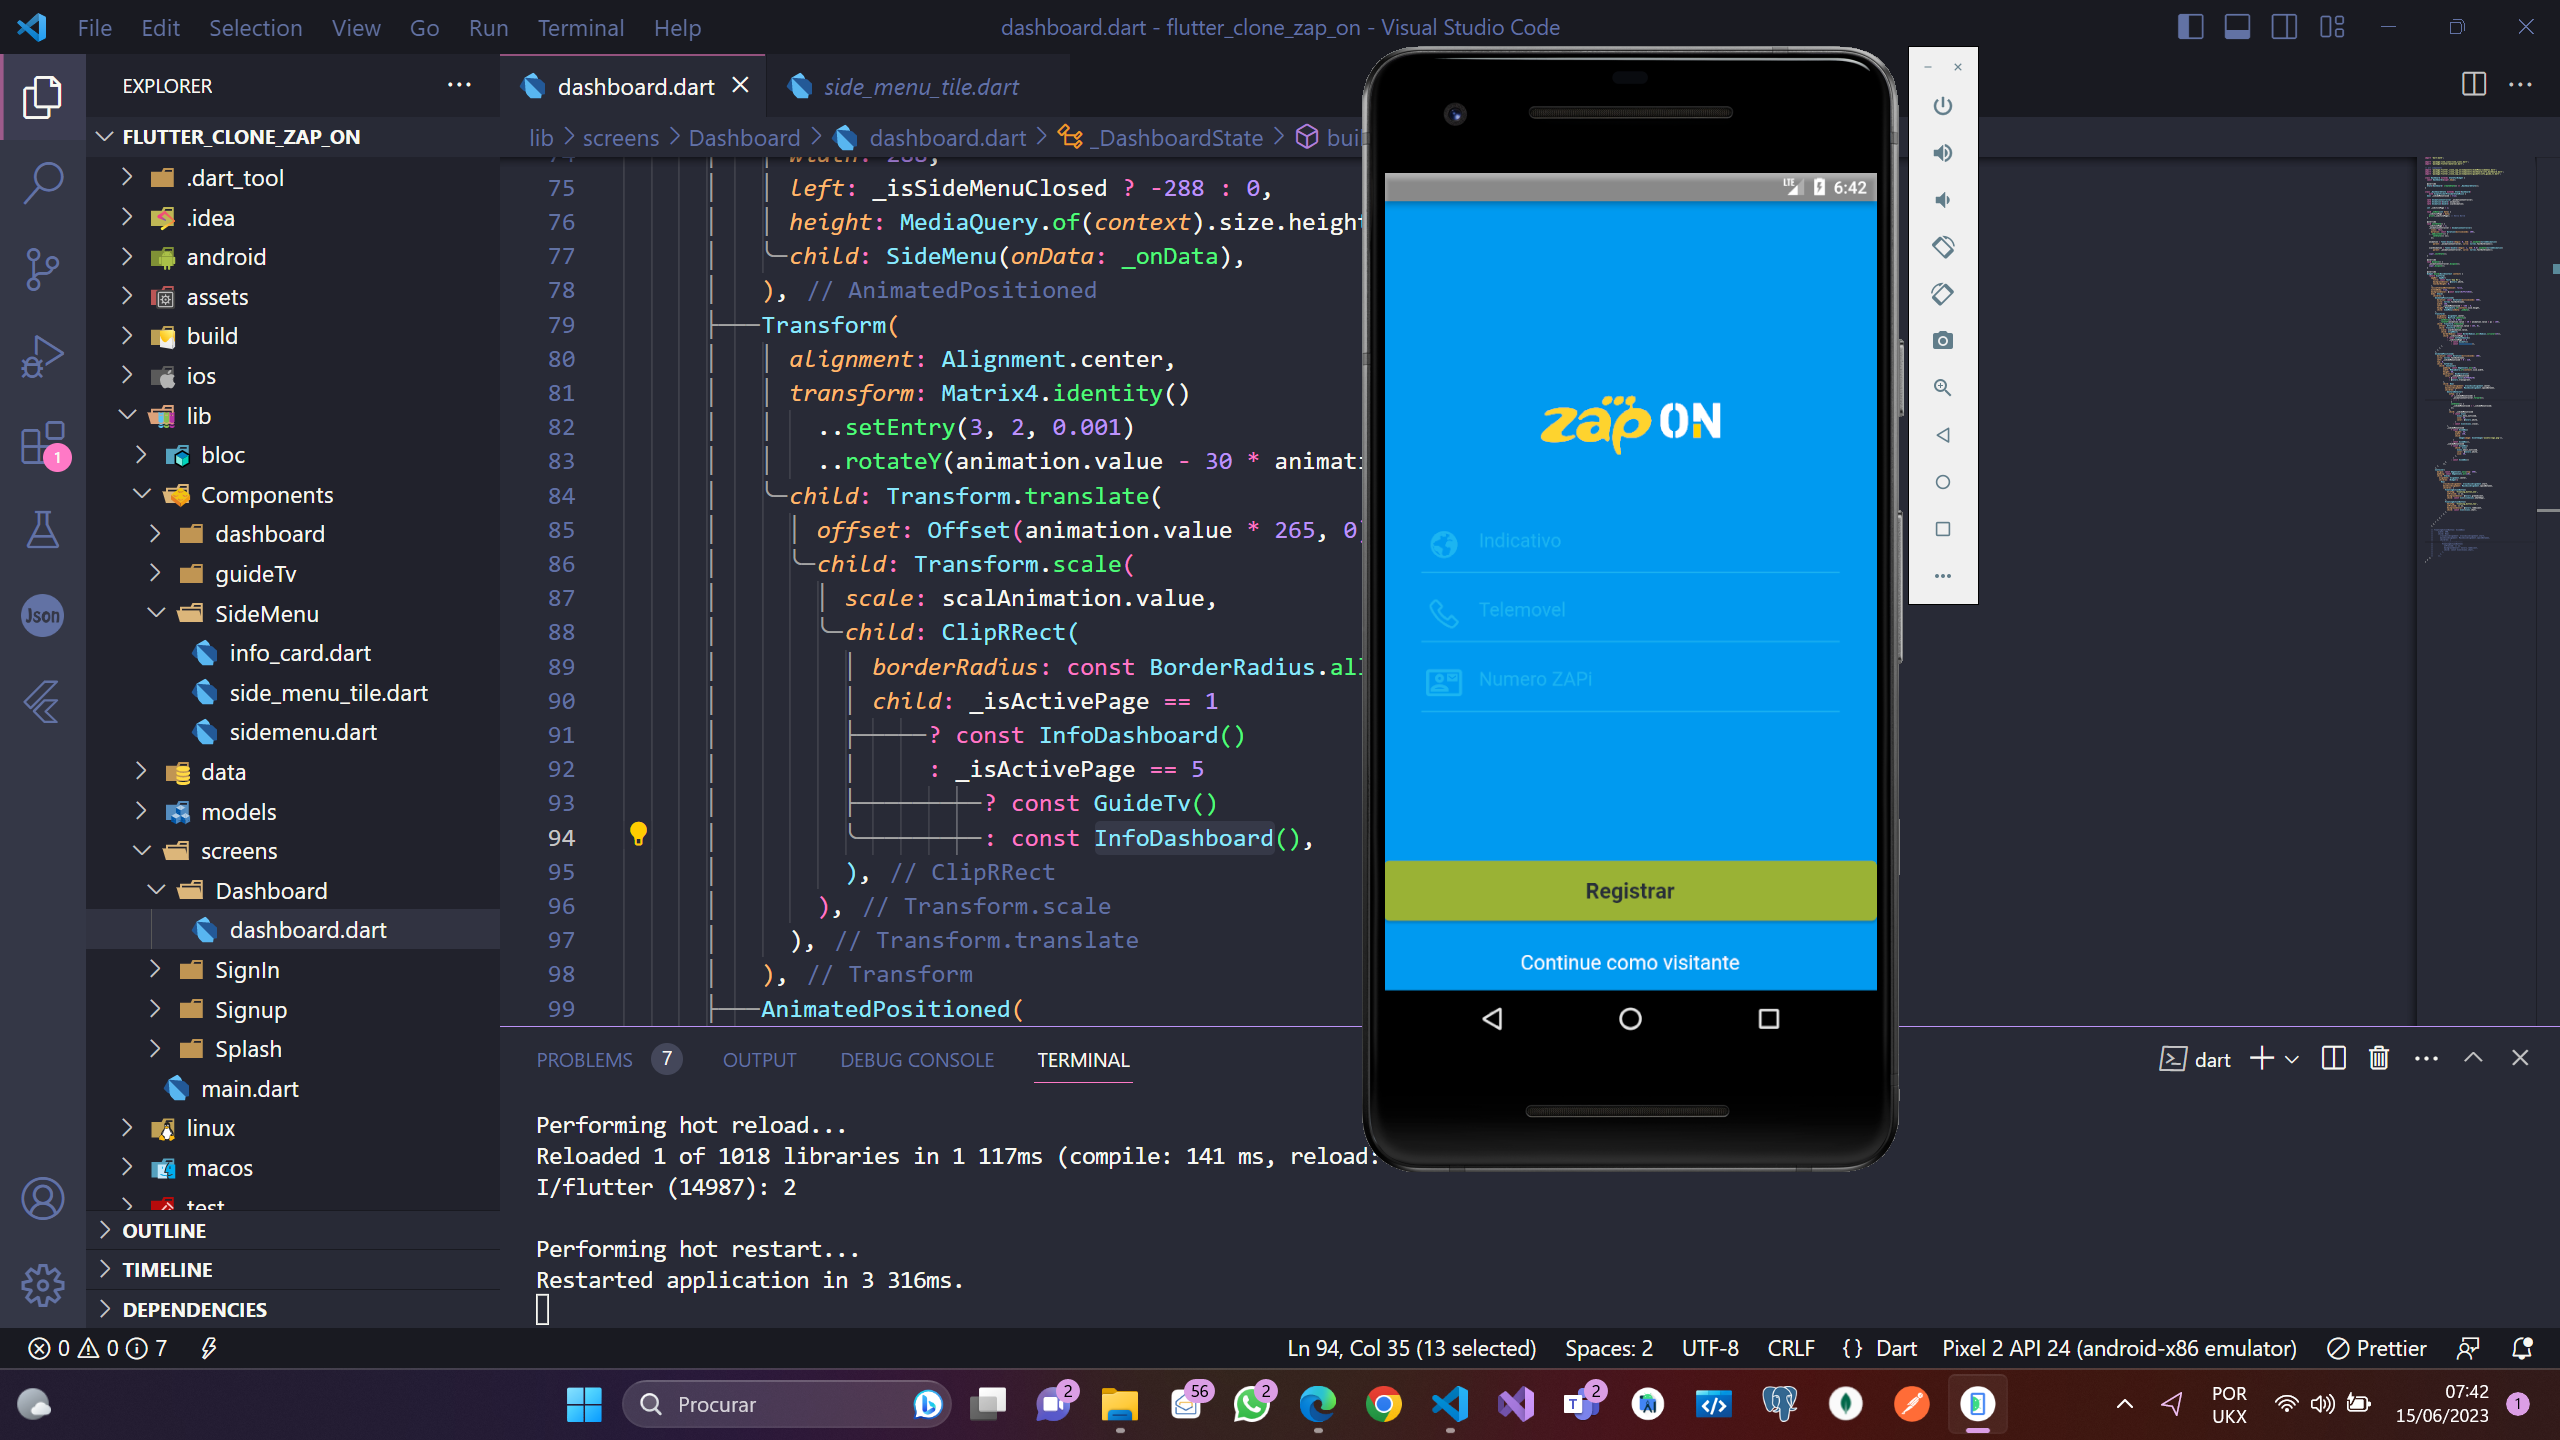 File Edit Selection View Go Run Terminal Help
dashboard.dart - flutter_clone_zap_on - Visual Studio Code
EXPLORER
FLUTTER_CLONE_ZAP_ON
.dart_tool
.idea
android
assets
build
ios
lib
bloc
Components
dashboard
guideTv
SideMenu
info_card.dart
side_menu_tile.dart
sidemenu.dart
data
models
screens
Dashboard
dashboard.dart
SignIn
Signup
Splash
main.dart
linux
macos
test
OUTLINE
TIMELINE
DEPENDENCIES
1
Json
dashboard.dart
side_menu_tile.dart
lib > screens > Dashboard > dashboard.dart > _DashboardState > bui
74 width: 288,
75 left: _isSideMenuClosed ? -288 : 0,
76 height: MediaQuery.of(context).size.height
77 child: SideMenu(onData: _onData),
78 ), // AnimatedPositioned
79 Transform(
80 alignment: Alignment.center,
81 transform: Matrix4.identity()
82 ..setEntry(3, 2, 0.001)
83 ..rotateY(animation.value - 30 * animati
84 child: Transform.translate(
85 offset: Offset(animation.value * 265, 0)
86 child: Transform.scale(
87 scale: scalAnimation.value,
88 child: ClipRRect(
89 borderRadius: const BorderRadius.all
90 child: _isActivePage == 1
91 ? const InfoDashboard()
92 : _isActivePage == 5
93 ? const GuideTv()
94 : const InfoDashboard(),
95 ), // ClipRRect
96 ), // Transform.scale
97 ), // Transform.translate
98 ), // Transform
99 AnimatedPositioned(
LTE 6:42
zap ON
Indicativo
Telemovel
Numero ZAPi
Registrar
Continue como visitante
PROBLEMS 7 OUTPUT DEBUG CONSOLE TERMINAL
dart
Performing hot reload...
Reloaded 1 of 1018 libraries in 1 117ms (compile: 141 ms, reload:
I/flutter (14987): 2
Performing hot restart...
Restarted application in 3 316ms.
0 0 7
Ln 94, Col 35 (13 selected) Spaces: 2 UTF-8 CRLF {} Dart Pixel 2 API 24 (android-x86 emulator) Prettier
Procurar
2
56
2
2
POR
UKX
07:42
15/06/2023
1